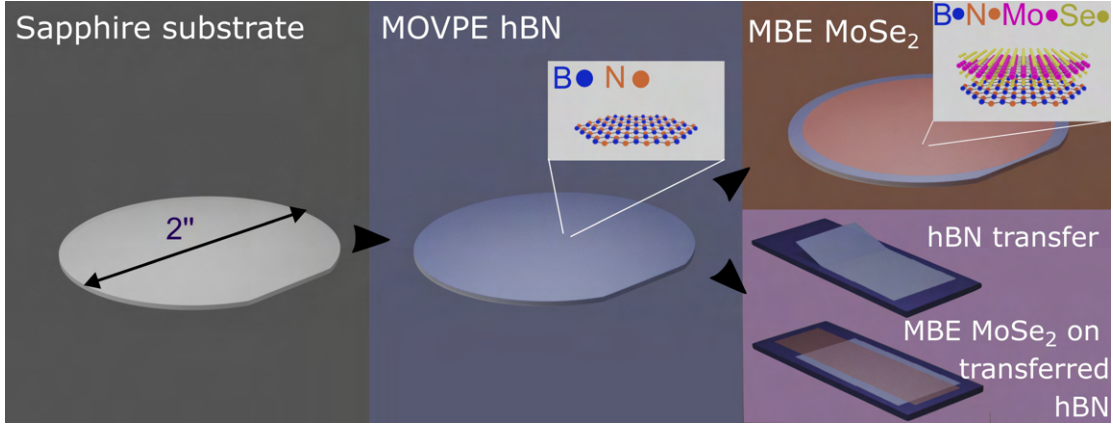 Sapphire substrate
2"
MOVPE hBN
B N
MBE MoSe₂
B N Mo Se
hBN transfer
MBE MoSe₂ on
transferred
hBN